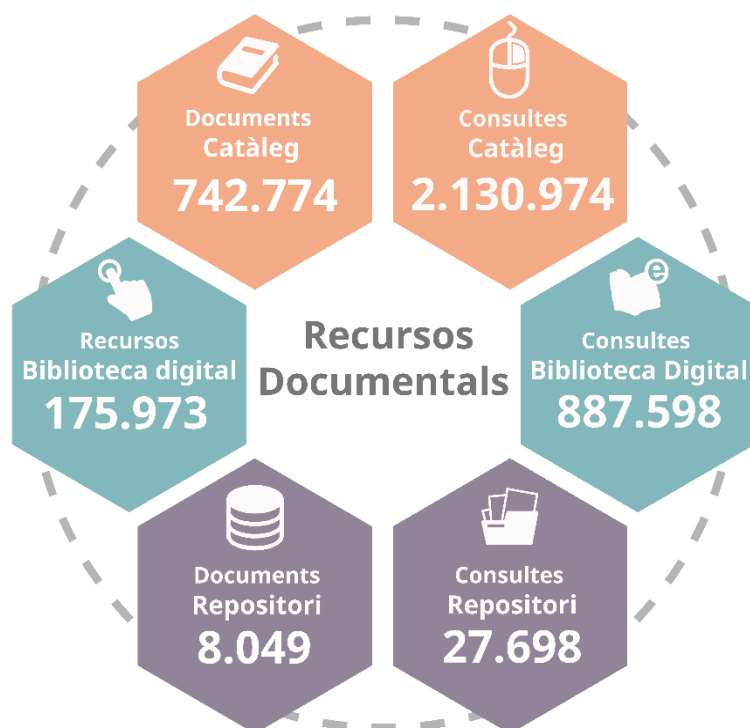 Documents
Catàleg
742.774
Consultes
Catàleg
2.130.974
Recursos
Biblioteca digital
175.973
Recursos
Documentals
e
Consultes
Biblioteca Digital
887.598
Documents
Repositori
8.049
Consultes
Repositori
27.698